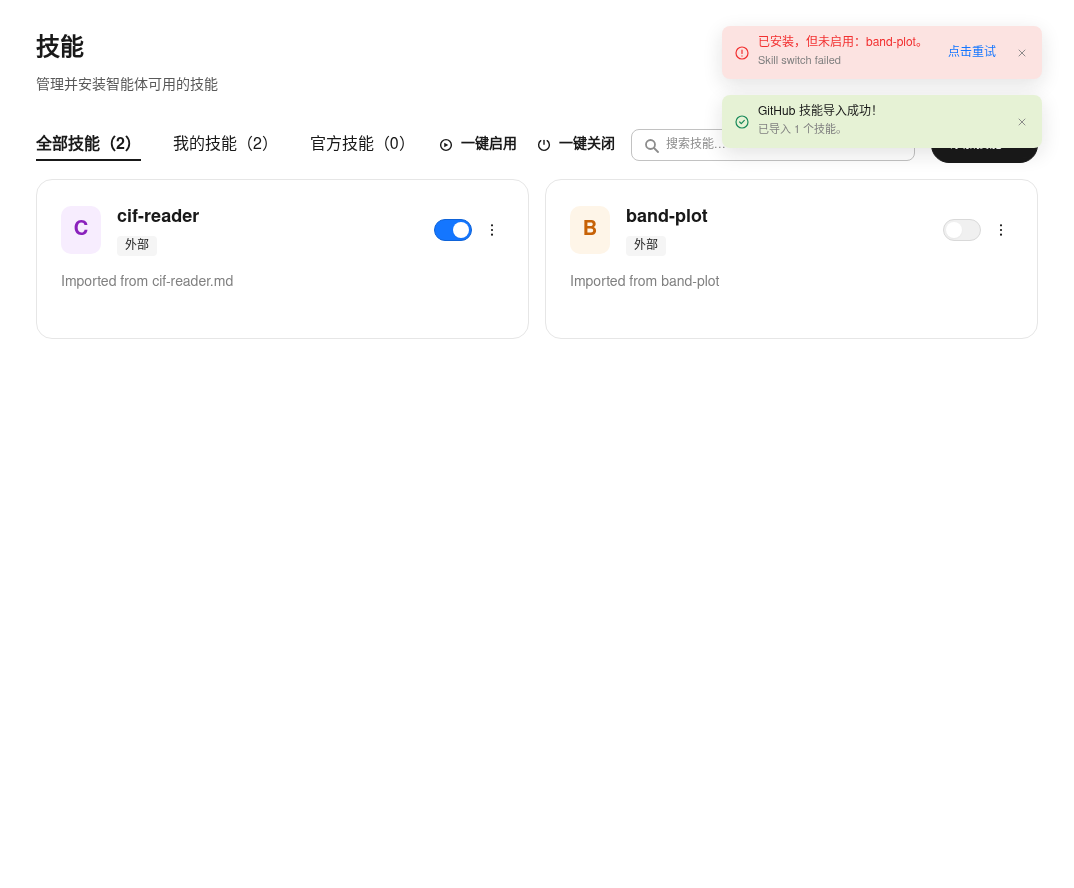 技能
管理并安装智能体可用的技能
已安装，但未启用：band-plot。
Skill switch failed
点击重试
GitHub 技能导入成功！
已导入 1 个技能。
全部技能（2）
我的技能（2）
官方技能（0）
一键启用
一键关闭
搜索技能...
C
cif-reader
外部
Imported from cif-reader.md
B
band-plot
外部
Imported from band-plot